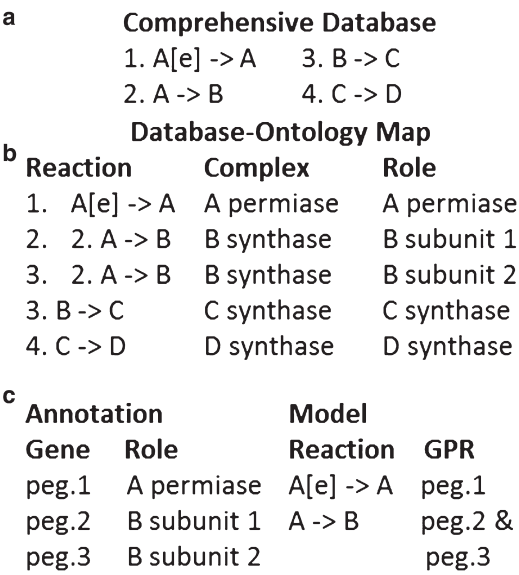 a
Comprehensive Database
1. A[e] -> A 3. B -> C
2. A -> B 4. C -> D
Database-Ontology Map
b
Reaction Complex Role
1. A[e] -> A A permiase A permiase
2. 2. A -> B B synthase B subunit 1
3. 2. A -> B B synthase B subunit 2
3. B -> C C synthase C synthase
4. C -> D D synthase D synthase
c
Annotation Model
Gene Role Reaction GPR
peg.1 A permiase A[e] -> A peg.1
peg.2 B subunit 1 A -> B peg.2 &
peg.3 B subunit 2 peg.3